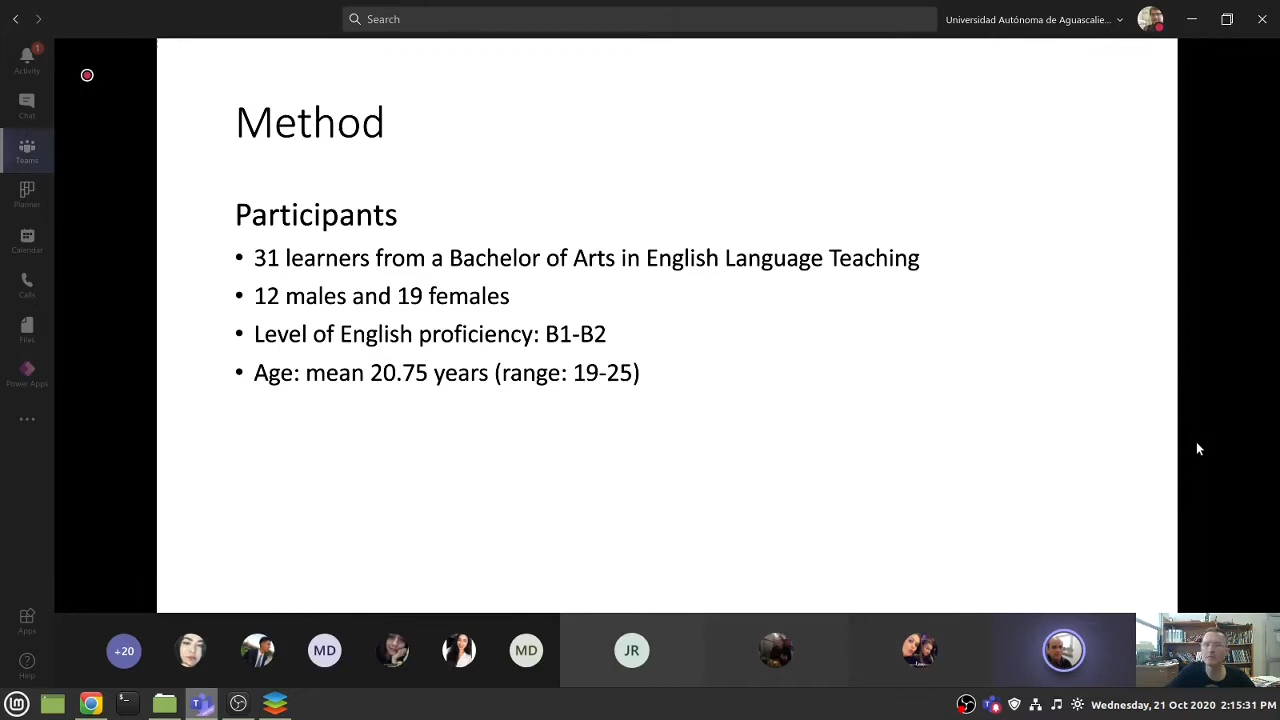 Search
Universidad Autónoma de Aguascalie...
1
Activity
Chat
Teams
Planner
Calendar
Calls
Files
Power Apps
Apps
Help
Method
Participants
• 31 learners from a Bachelor of Arts in English Language Teaching
• 12 males and 19 females
• Level of English proficiency: B1-B2
• Age: mean 20.75 years (range: 19-25)
+20
MD
MD
JR
Wednesday, 21 Oct 2020 2:15:31 PM